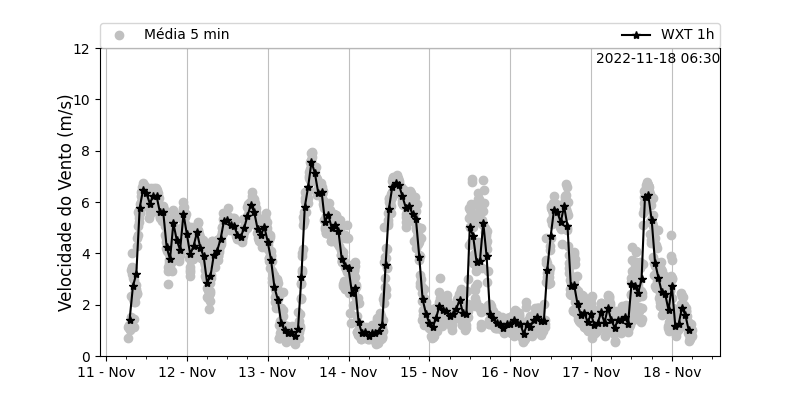 Média 5 min
WXT 1h
2022-11-18 06:30
Velocidade do Vento (m/s)
12
10
8
6
4
2
0
11 - Nov
12 - Nov
13 - Nov
14 - Nov
15 - Nov
16 - Nov
17 - Nov
18 - Nov